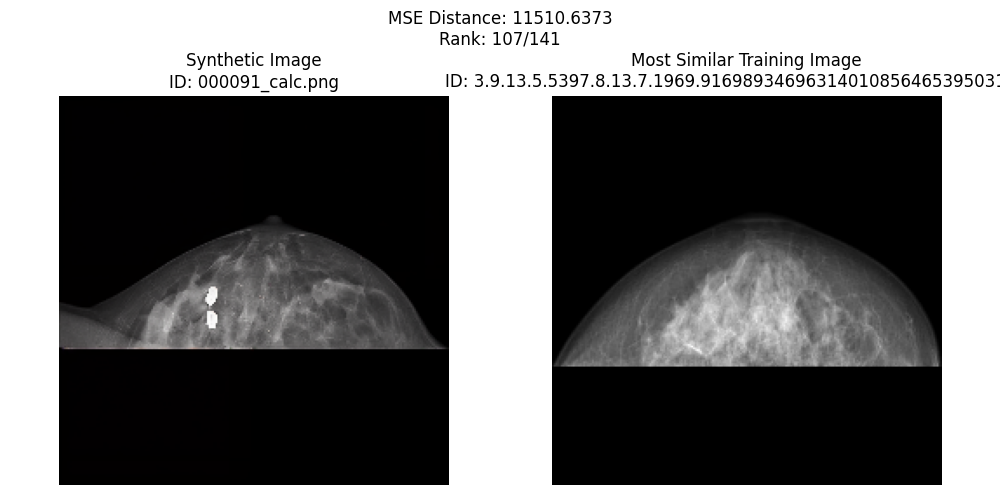 MSE Distance: 11510.6373
Rank: 107/141
Synthetic Image
ID: 000091_calc.png
Most Similar Training Image
ID: 3.9.13.5.5397.8.13.7.1969.91698934696314010856465395031